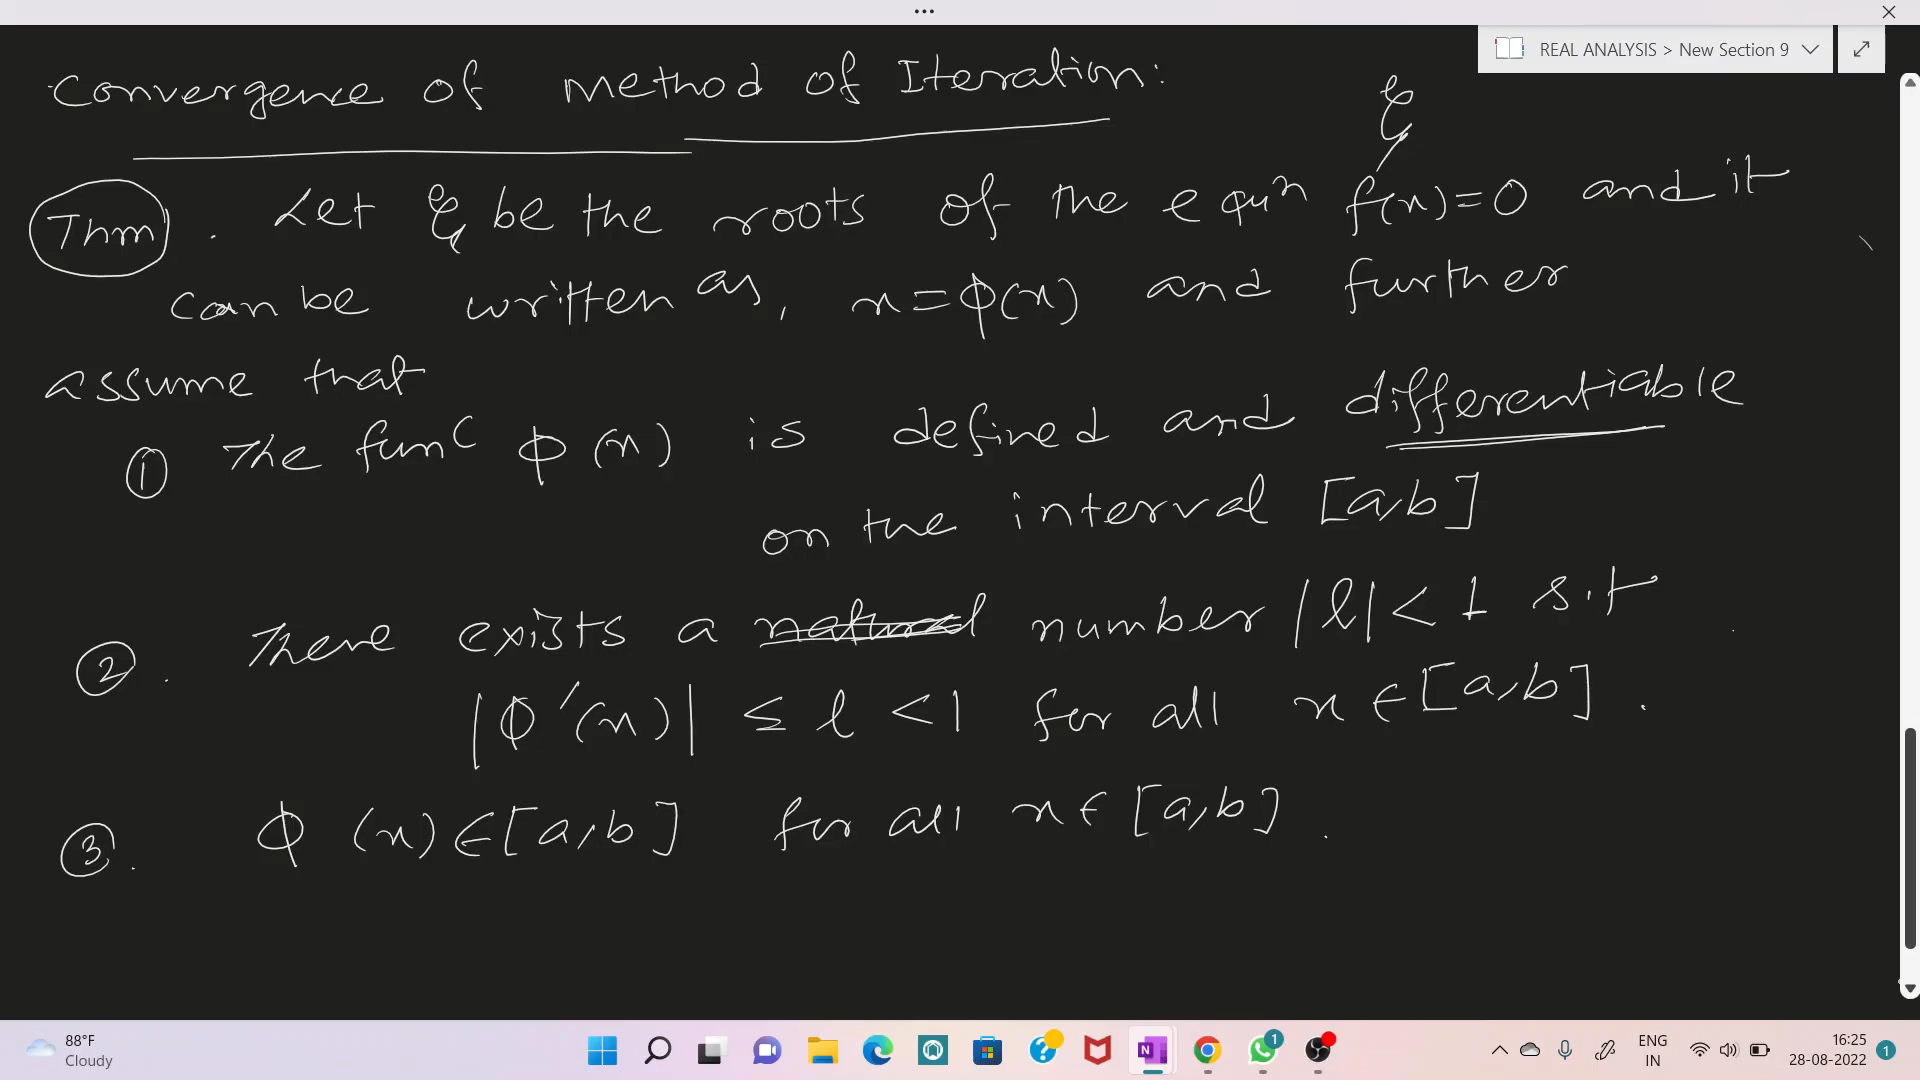 REAL ANALYSIS > New Section 9
Convergence of method of Iteration:
ξ
Thm. Let ξ be the roots of the equⁿ f(x)=0 and it
can be written as, x=ϕ(x) and further
assume that
① The func ϕ(x) is defined and differentiable
on the interval [a,b]
②. There exists a number |l|<1 s.t
|ϕ'(x)| ≤ l <1 for all x∈[a,b].
③. ϕ(x)∈[a,b] for all x∈[a,b].
88°F
Cloudy
1
ENG
IN
16:25
28-08-2022
1